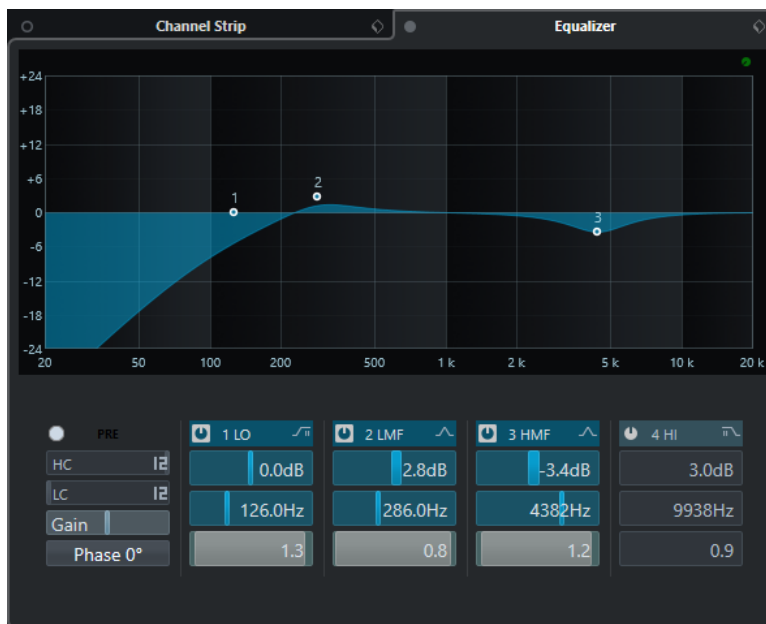 Channel Strip
Equalizer
+24
+18
+12
+6
0
-6
-12
-18
-24
1
2
3
20 50 100 200 500 1 k 2 k 5 k 10 k 20 k
PRE
HC 12
LC 12
Gain
Phase 0°
1 LO
0.0dB
126.0Hz
1.3
2 LMF
2.8dB
286.0Hz
0.8
3 HMF
-3.4dB
4382Hz
1.2
4 HI
3.0dB
9938Hz
0.9